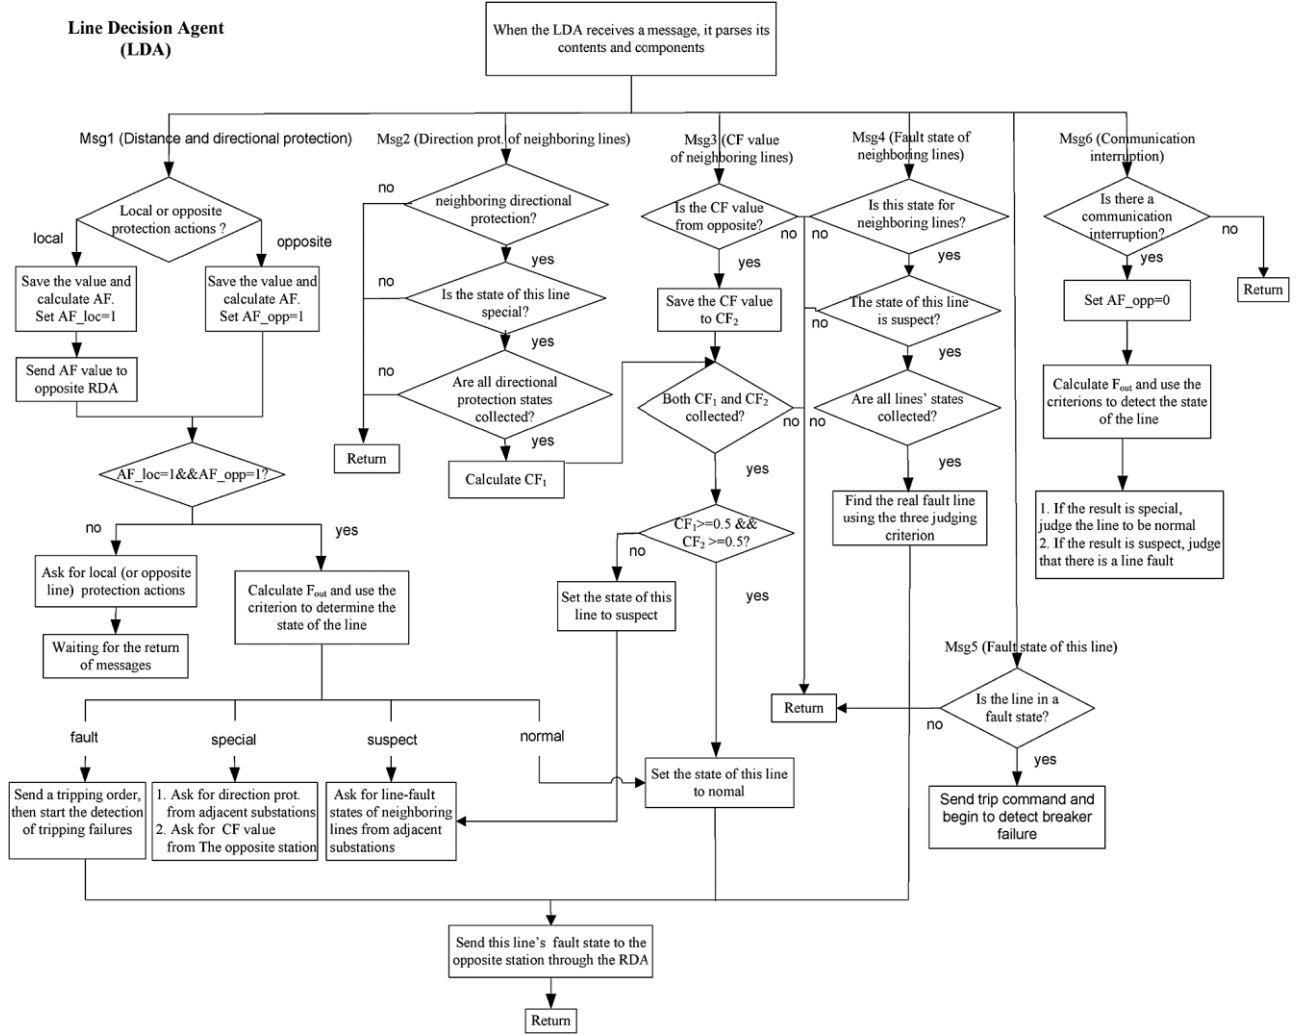 Line Decision Agent
(LDA)
When the LDA receives a message, it parses its
contents and components
Msg1 (Distance and directional protection)
Local or opposite
protection actions ?
local
opposite
Save the value and
calculate AF.
Set AF_loc=1
Save the value and
calculate AF.
Set AF_opp=1
Send AF value to
opposite RDA
AF_loc=1&&AF_opp=1?
no
yes
Ask for local (or opposite
line) protection actions
Waiting for the return
of messages
Calculate Fout and use the
criterion to determine the
state of the line
fault
special
suspect
normal
Send a tripping order,
then start the detection
of tripping failures
1. Ask for direction prot.
from adjacent substations
2. Ask for CF value
from The opposite station
Ask for line-fault
states of neighboring
lines from adjacent
substations
Msg2 (Direction prot. of neighboring lines)
no
neighboring directional
protection?
yes
no
Is the state of this line
special?
yes
no
Are all directional
protection states
collected?
yes
Return
Calculate CF1
Msg3 (CF value
of neighboring lines)
Is the CF value
from opposite?
no
yes
Save the CF value
to CF2
Both CF1 and CF2
collected?
no
yes
CF1>=0.5 &&
CF2 >=0.5?
no
yes
Set the state of this
line to suspect
Set the state of this line
to nomal
Msg4 (Fault state of
neighboring lines)
Is this state for
neighboring lines?
no
yes
The state of this line
is suspect?
no
yes
Are all lines' states
collected?
no
yes
Find the real fault line
using the three judging
criterion
Return
Msg5 (Fault state of this line)
Is the line in a
fault state?
no
yes
Send trip command and
begin to detect breaker
failure
Msg6 (Communication
interruption)
Is there a
communication
interruption?
no
yes
Return
Set AF_opp=0
Calculate Fout and use the
criterions to detect the state
of the line
1. If the result is special,
judge the line to be normal
2. If the result is suspect, judge
that there is a line fault
Send this line's fault state to the
opposite station through the RDA
Return